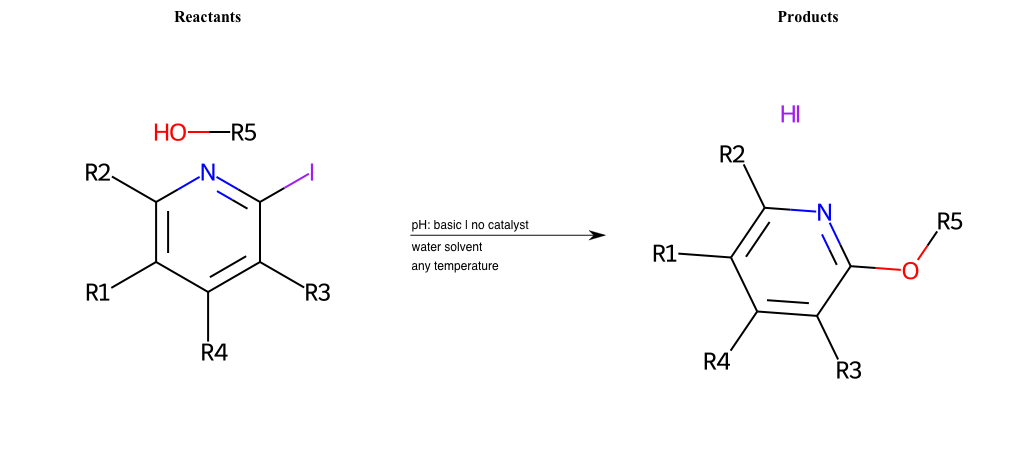 Reactants
Products
HO R5
R2 N I
R1 R3
R4
pH: basic | no catalyst
water solvent
any temperature
HI
R2
N
R5
R1
O
R4
R3